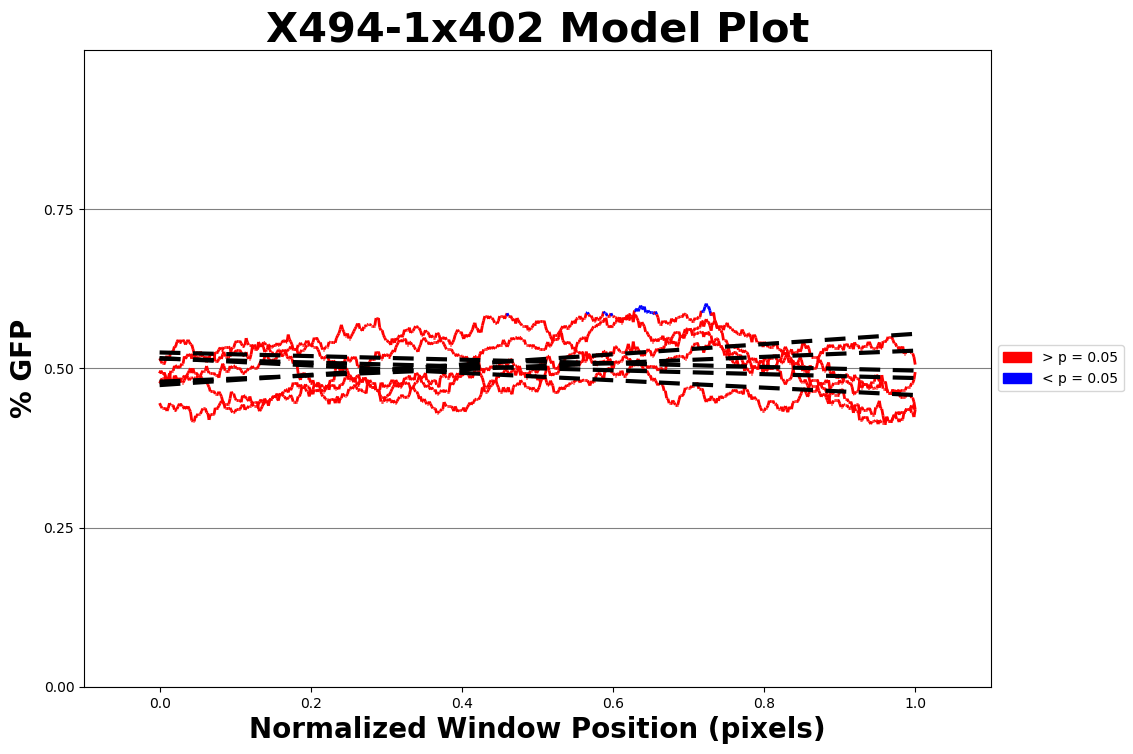 X494-1x402 Model Plot
% GFP
0.75
0.50
0.25
0.00
0.0 0.2 0.4 0.6 0.8 1.0
Normalized Window Position (pixels)
> p = 0.05
< p = 0.05